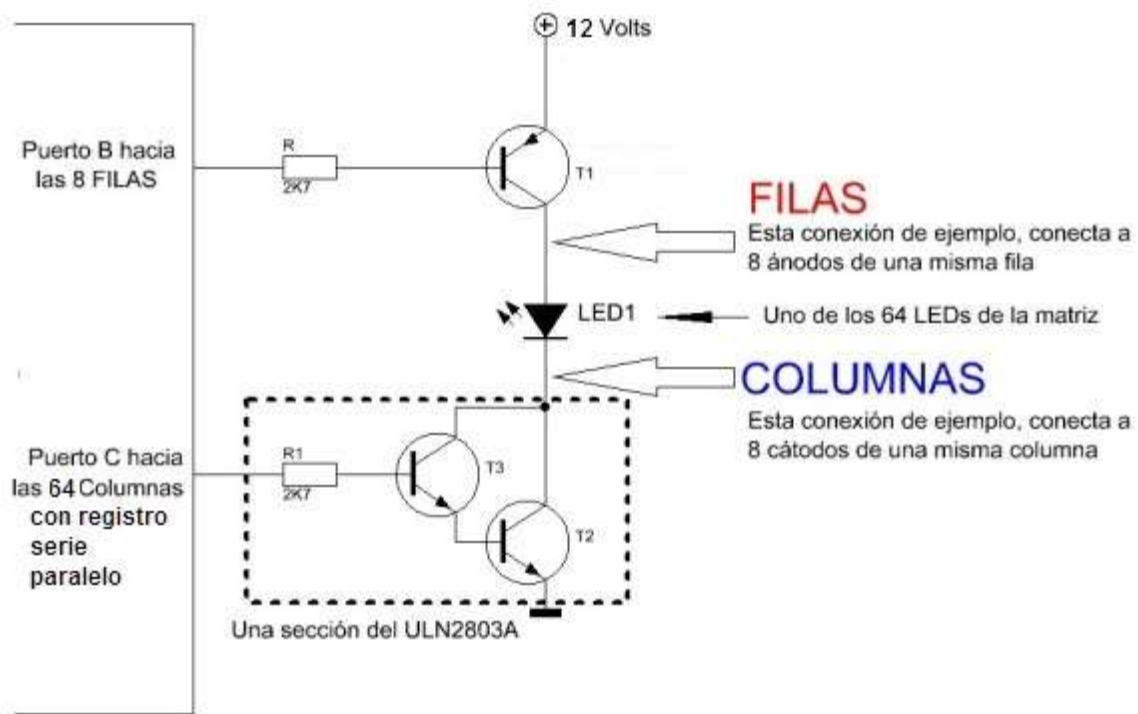 12 Volts
Puerto B hacia
las 8 FILAS
R
2K7
T1
FILAS
Esta conexión de ejemplo, conecta a
8 ánodos de una misma fila
LED1
Uno de los 64 LEDs de la matriz
COLUMNAS
Esta conexión de ejemplo, conecta a
8 cátodos de una misma columna
Puerto C hacia
las 64 Columnas
con registro
serie
paralelo
R1
2K7
T3
T2
Una sección del ULN2803A